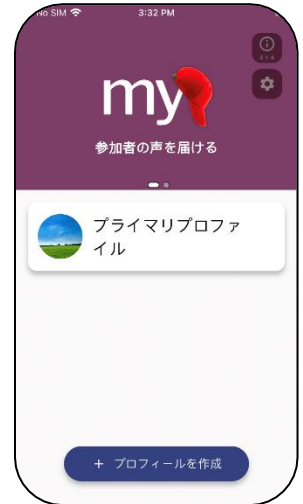 No SIM 3:32 PM
my
参加者の声を届ける
プライマリプロファ
イル
+ プロフィールを作成